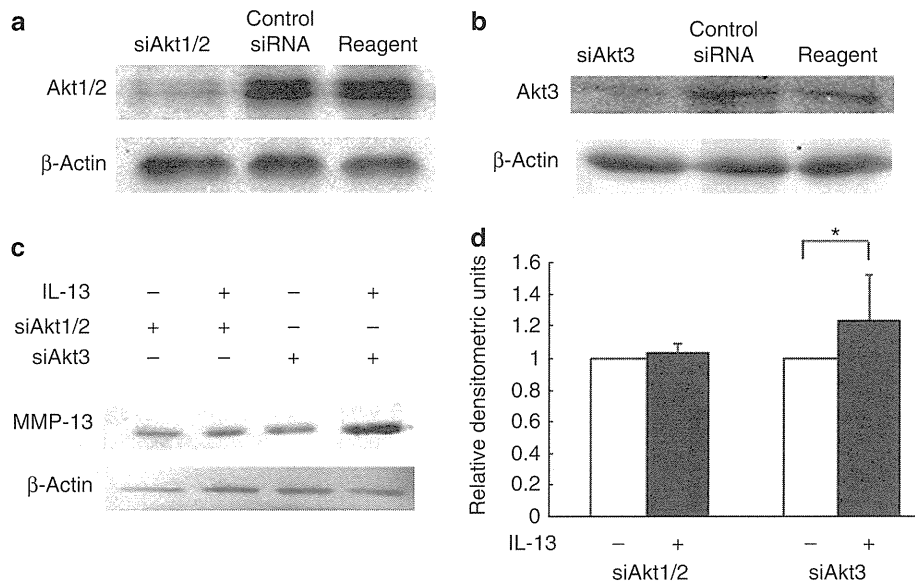 a
siAkt1/2 Control siRNA Reagent
Akt1/2
β-Actin
b
siAkt3 Control siRNA Reagent
Akt3
β-Actin
c
IL-13 – + – +
siAkt1/2 + + – –
siAkt3 – – + +
MMP-13
β-Actin
d
Relative densitometric units
1.6
1.4
1.2
1
0.8
0.6
0.4
0.2
0
*
IL-13 – + – +
siAkt1/2 siAkt3